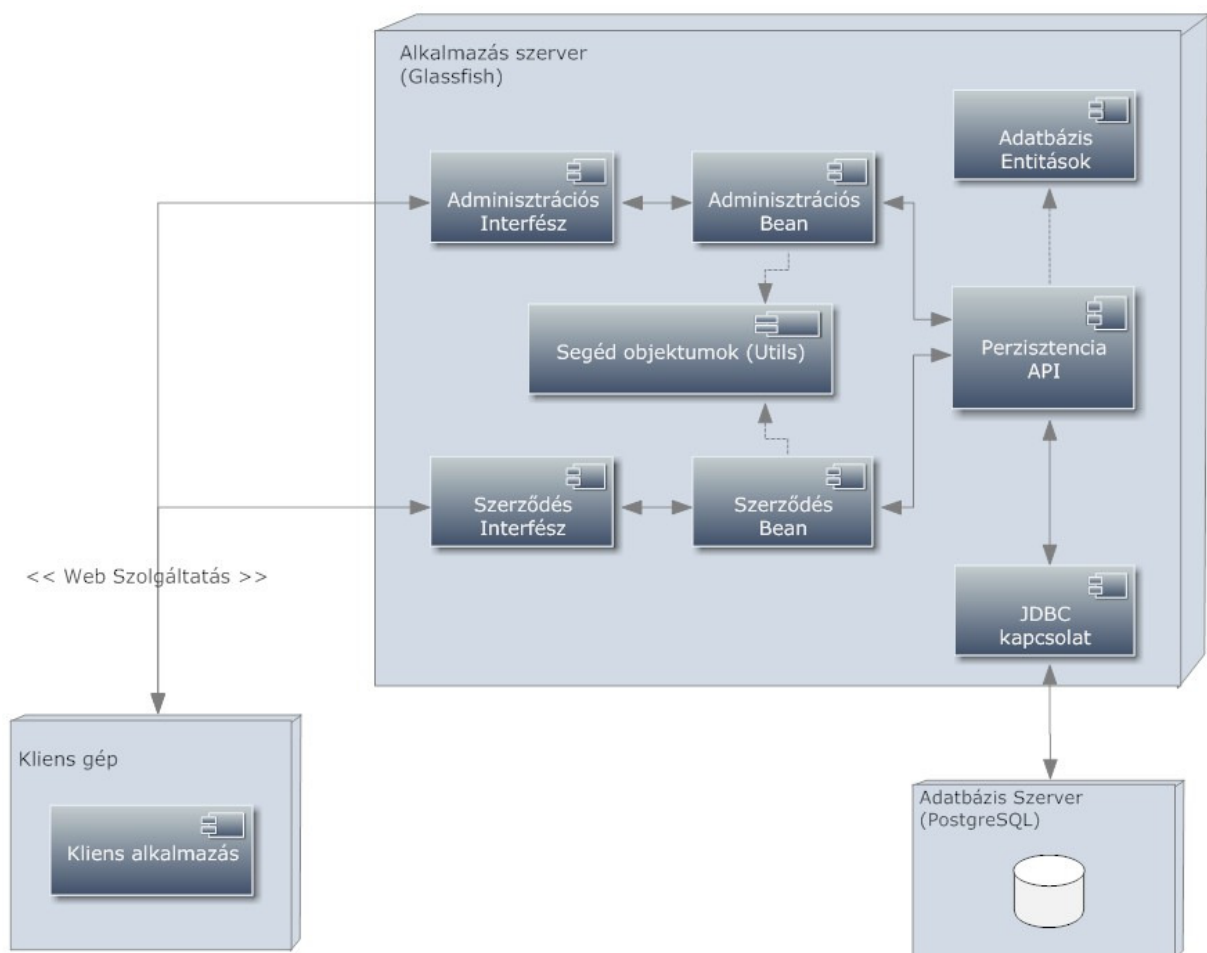 Alkalmazás szerver
(Glassfish)
Adatbázis
Entitások
Adminisztrációs
Interfész
Adminisztrációs
Bean
Segéd objektumok (Utils)
Perzisztencia
API
Szerződés
Interfész
Szerződés
Bean
<< Web Szolgáltatás >>
JDBC
kapcsolat
Kliens gép
Kliens alkalmazás
Adatbázis Szerver
(PostgreSQL)